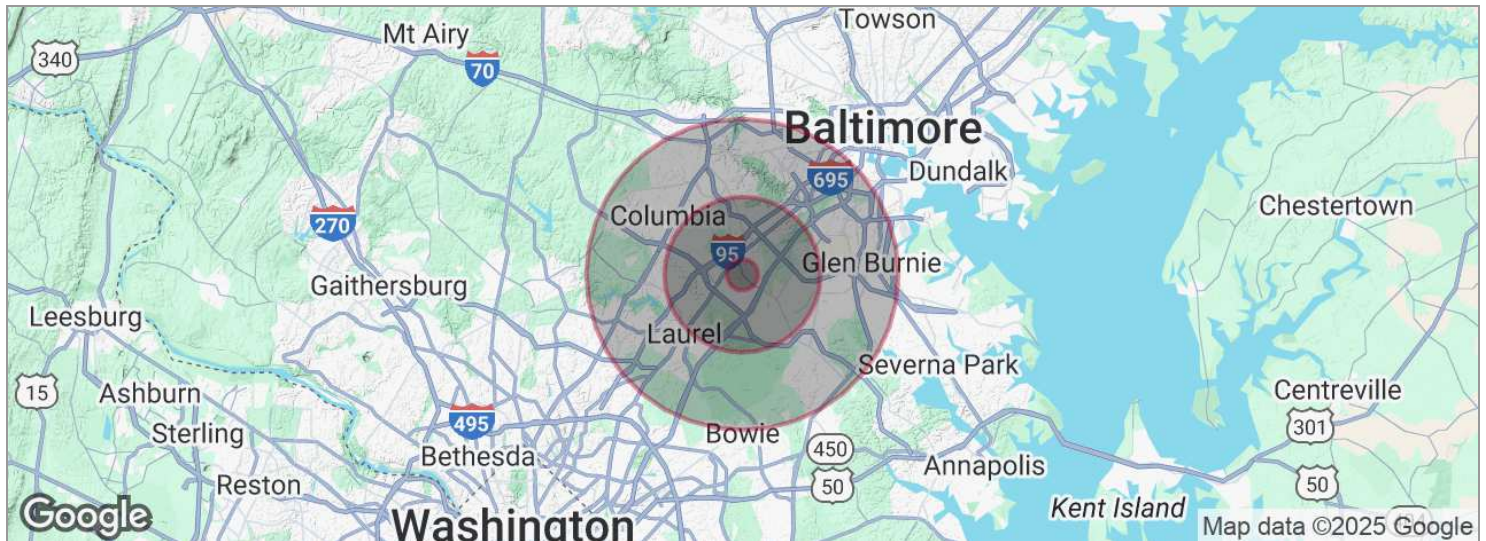 Towson
Mt Airy
340
70
Baltimore
695
Dundalk
Columbia
Chestertown
270
95
Glen Burnie
Gaithersburg
Leesburg
Laurel
Severna Park
15
Ashburn
Centreville
495
301
Sterling
Bowie
450
Bethesda
Annapolis
Reston
50
50
Kent Island
Google
Washington
Map data ©2025 Google